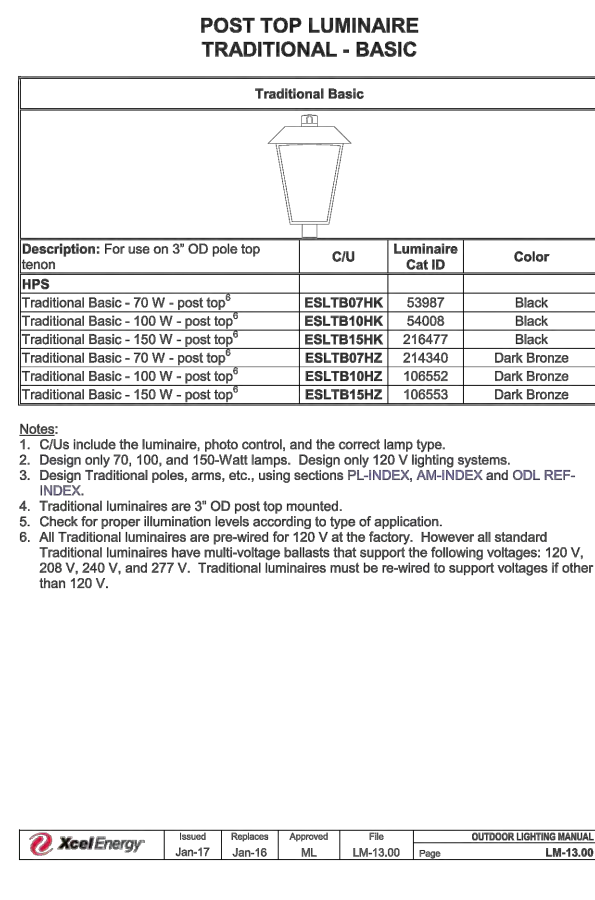 POST TOP LUMINAIRE
TRADITIONAL - BASIC
Traditional Basic
Description: For use on 3" OD pole top tenon C/U Luminaire Cat ID Color
HPS
Traditional Basic - 70 W - post top6 ESLTB07HK 53987 Black
Traditional Basic - 100 W - post top6 ESLTB10HK 54008 Black
Traditional Basic - 150 W - post top6 ESLTB15HK 216477 Black
Traditional Basic - 70 W - post top6 ESLTB07HZ 214340 Dark Bronze
Traditional Basic - 100 W - post top6 ESLTB10HZ 106552 Dark Bronze
Traditional Basic - 150 W - post top6 ESLTB15HZ 106553 Dark Bronze
Notes:
1. C/Us include the luminaire, photo control, and the correct lamp type.
2. Design only 70, 100, and 150-Watt lamps. Design only 120 V lighting systems.
3. Design Traditional poles, arms, etc., using sections PL-INDEX, AM-INDEX and ODL REF-
INDEX.
4. Traditional luminaires are 3" OD post top mounted.
5. Check for proper illumination levels according to type of application.
6. All Traditional luminaires are pre-wired for 120 V at the factory. However all standard
Traditional luminaires have multi-voltage ballasts that support the following voltages: 120 V,
208 V, 240 V, and 277 V. Traditional luminaires must be re-wired to support voltages if other
than 120 V.
Xcel Energy Issued Replaces Approved File OUTDOOR LIGHTING MANUAL
Jan-17 Jan-16 ML LM-13.00 Page LM-13.00